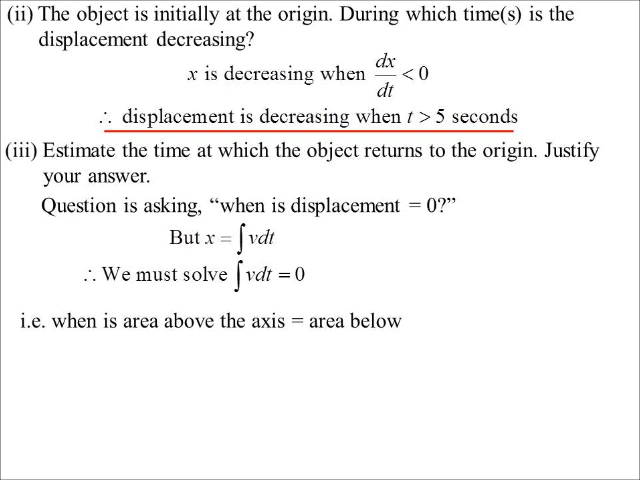 (ii) The object is initially at the origin. During which time(s) is the
displacement decreasing?
x is decreasing when dx/dt < 0
∴ displacement is decreasing when t > 5 seconds
(iii) Estimate the time at which the object returns to the origin. Justify
your answer.
Question is asking, “when is displacement = 0?”
But x = ∫vdt
∴ We must solve ∫vdt = 0
i.e. when is area above the axis = area below